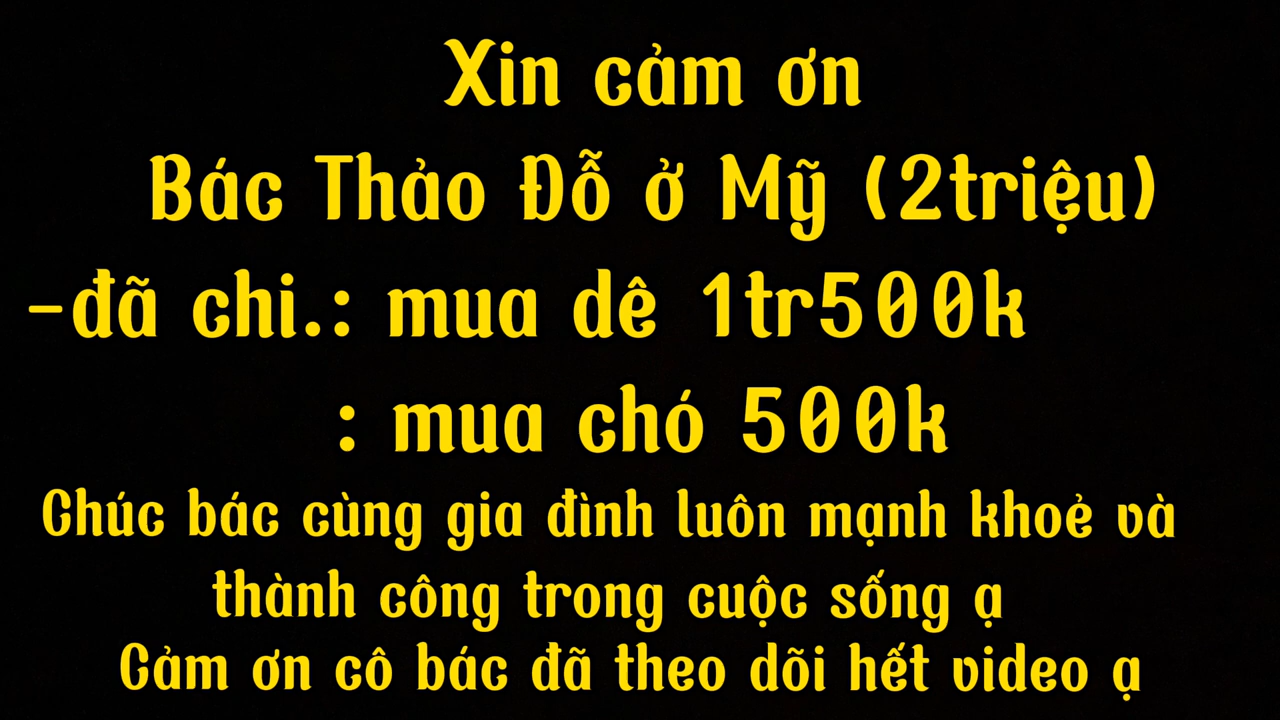 Xin cảm ơn
Bác Thảo Đỗ ở Mỹ (2triệu)
-đã chi.: mua dê 1tr500k
: mua chó 500k
Chúc bác cùng gia đình luôn mạnh khoẻ và
thành công trong cuộc sống ạ
Cảm ơn cô bác đã theo dõi hết video ạ